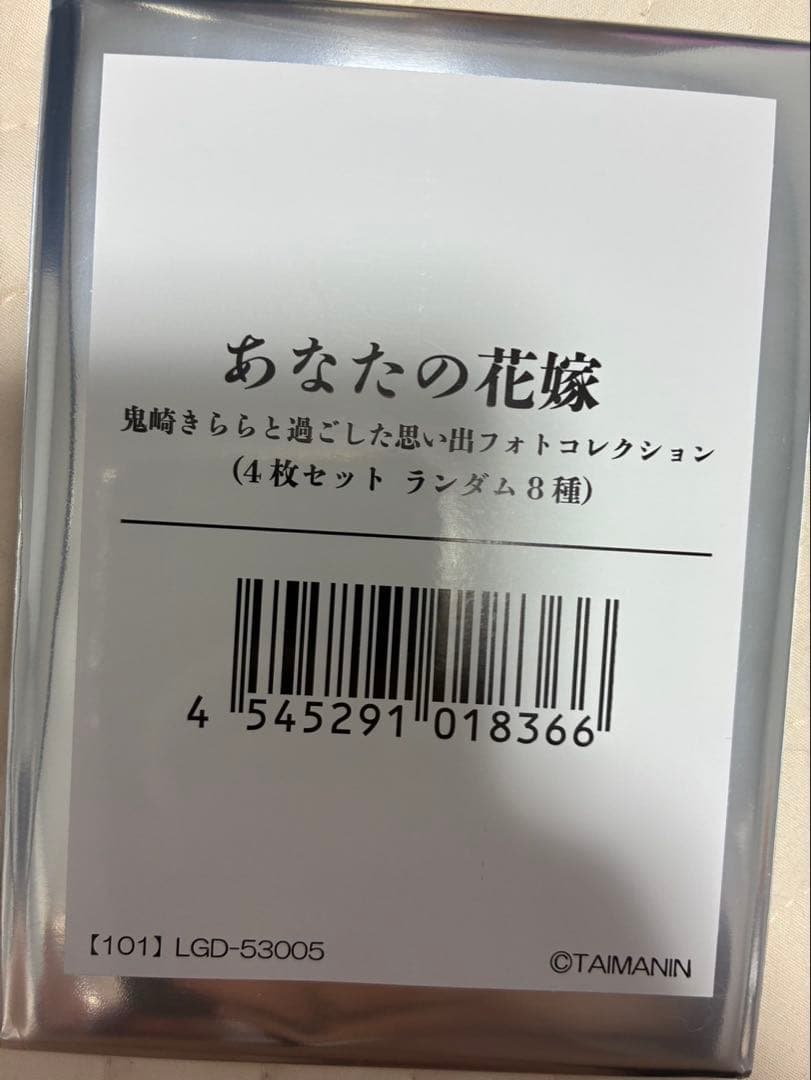 あなたの花嫁
鬼崎きららと過ごした思い出フォトコレクション
(4枚セット ランダム8種)
4 545291 018366
【101】LGD-53005
©TAIMANIN